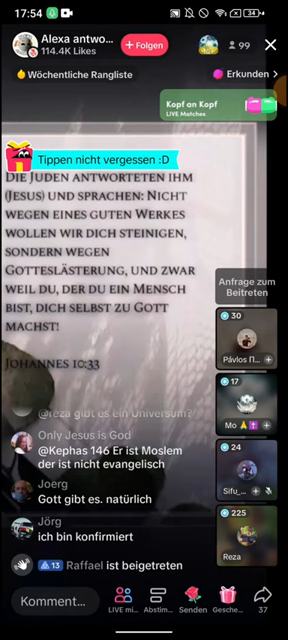 17:54
34
Alexa antwo...
114.4K Likes
+ Folgen
99
Wöchentliche Rangliste
Erkunden >
Kopf an Kopf
LIVE Matches
Tippen nicht vergessen :D
Die Juden antworteten ihm
(Jesus) und sprachen: Nicht
wegen eines guten Werkes
wollen wir dich steinigen,
sondern wegen
Gotteslästerung, und zwar
weil du, der du ein Mensch
bist, dich selbst zu Gott
machst!
Johannes 10:33
Anfrage zum
Beitreten
30
Pávlos Π...
17
Mo
24
Sifu_...
225
Reza
@reza gibt es ein Universum?
Only Jesus is God
@Kephas 146 Er ist Moslem
der ist nicht evangelisch
Joerg
Gott gibt es. natürlich
Jörg
ich bin konfirmiert
13 Raffael ist beigetreten
Komment...
LIVE mi...
Abstim...
Senden
Gesche...
37